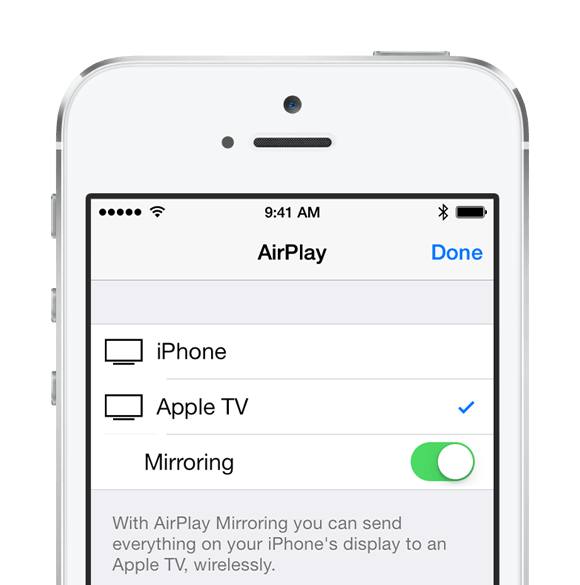 9:41 AM
AirPlay
Done
iPhone
Apple TV
Mirroring
With AirPlay Mirroring you can send
everything on your iPhone's display to an
Apple TV, wirelessly.